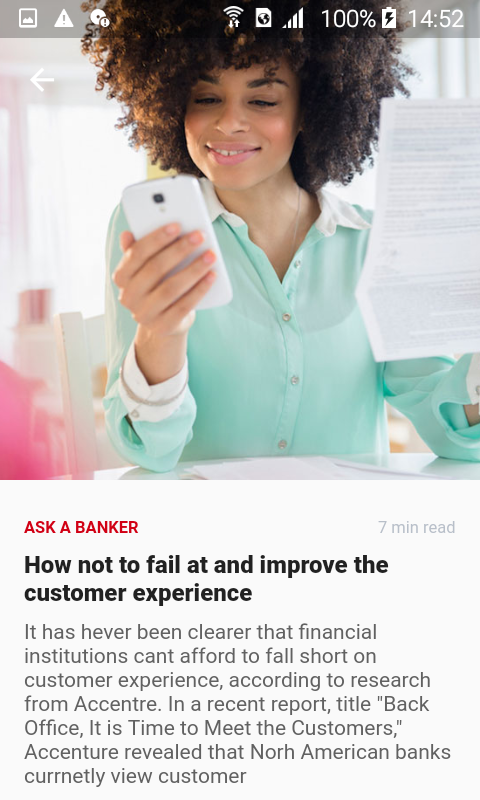 100% 14:52
ASK A BANKER 7 min read
How not to fail at and improve the
customer experience
It has hever been clearer that financial
institutions cant afford to fall short on
customer experience, according to research
from Accentre. In a recent report, title "Back
Office, It is Time to Meet the Customers,"
Accenture revealed that Norh American banks
currnetly view customer